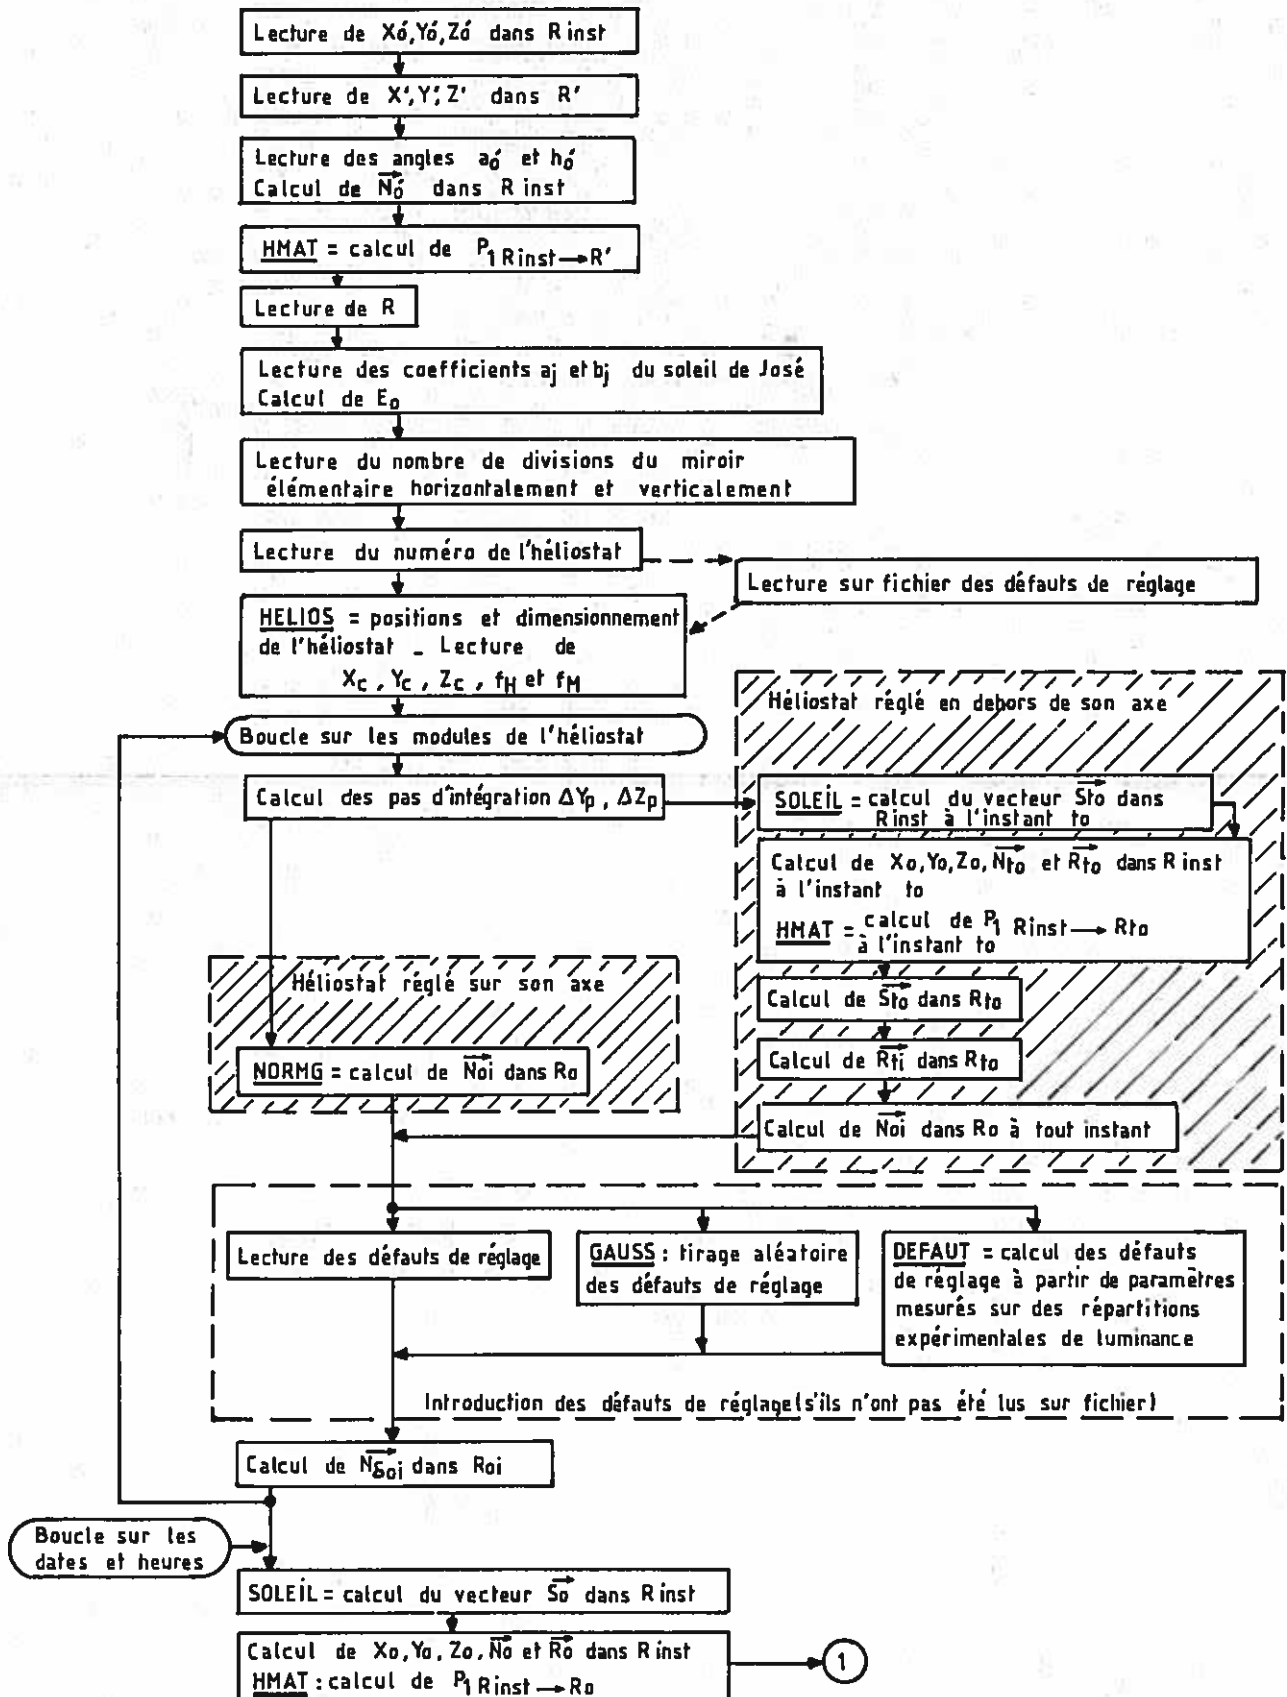 Lecture de X'o, Y'o, Z'o dans R inst
Lecture de X', Y', Z' dans R'
Lecture des angles a'o et h'o
Calcul de N'o dans R inst
HMAT = calcul de P1 Rinst→R'
Lecture de R
Lecture des coefficients aj et bj du soleil de José
Calcul de Eo
Lecture du nombre de divisions du miroir
élémentaire horizontalement et verticalement
Lecture du numéro de l'héliostat
Lecture sur fichier des défauts de réglage
HELIOS = positions et dimensionnement
de l'héliostat _ Lecture de
Xc , Yc , Zc , fH et fM
Boucle sur les modules de l'héliostat
Calcul des pas d'intégration ΔYp , ΔZp
Héliostat réglé en debors de son axe
SOLEIL = calcul du vecteur Sto dans
R inst à l'instant to
Calcul de Xo, Yo, Zo, Nto et Rto dans R inst
à l'instant to
HMAT = calcul de P1 Rinst→Rto
à l'instant to
Calcul de Sto dans Rto
Calcul de Rti dans Rto
Calcul de Noi dans Ro à tout instant
Héliostat réglé sur son axe
NORMG = calcul de Noi dans Ro
Lecture des défauts de réglage
GAUSS : tirage aléatoire
des défauts de réglage
DEFAUT = calcul des défauts
de réglage à partir de paramètres
mesurés sur des répartitions
expérimentales de luminance
Introduction des défauts de réglage (s'ils n'ont pas été lus sur fichier)
Calcul de Nδoi dans Roi
Boucle sur les
dates et heures
SOLEIL = calcul du vecteur So dans R inst
Calcul de Xo, Yo, Zo, No et Ro dans R inst
HMAT : calcul de P1 Rinst→Ro
1